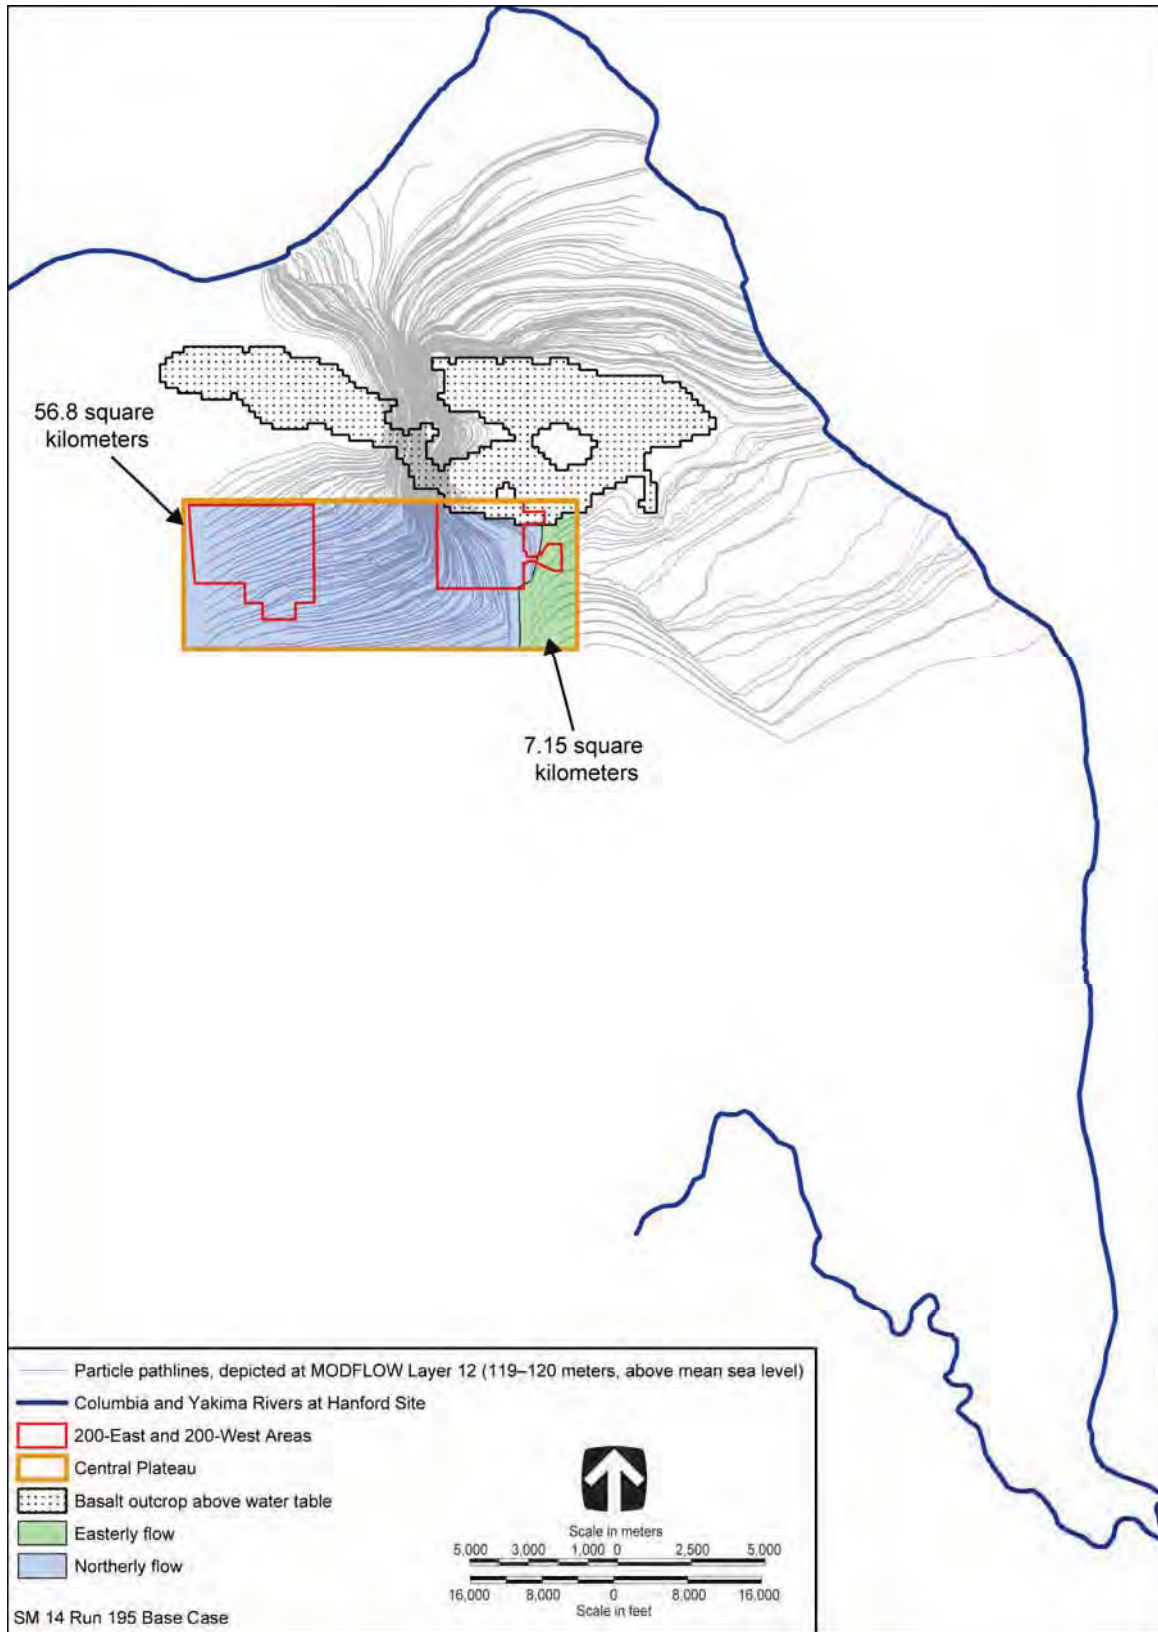 56.8 square
kilometers
7.15 square
kilometers
Particle pathlines, depicted at MODFLOW Layer 12 (119–120 meters, above mean sea level)
Columbia and Yakima Rivers at Hanford Site
200-East and 200-West Areas
Central Plateau
Basalt outcrop above water table
Easterly flow
Northerly flow
Scale in meters
5,000 3,000 1,000 0 2,500 5,000
16,000 8,000 0 8,000 16,000
Scale in feet
SM 14 Run 195 Base Case